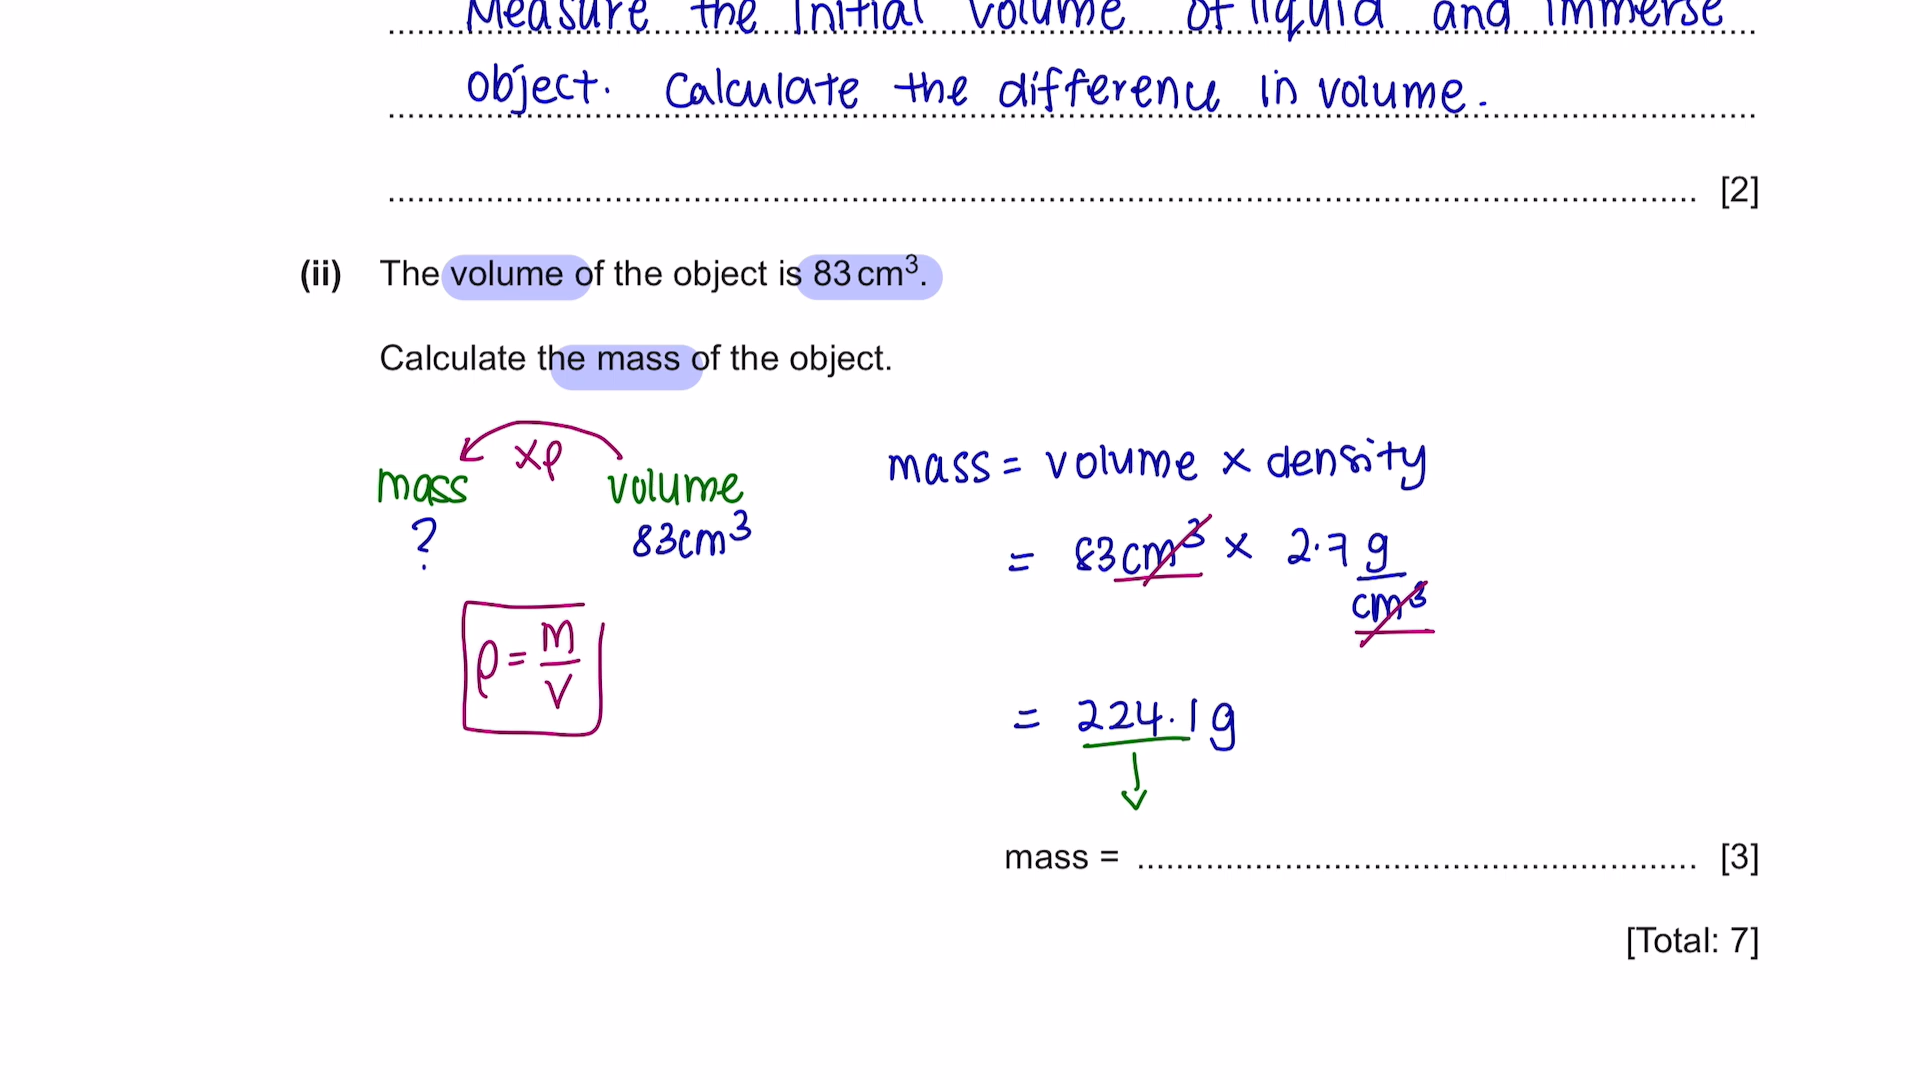 Measure the initial volume of liquid and immerse
object. Calculate the difference in volume.
[2]
(ii) The volume of the object is 83 cm³.
Calculate the mass of the object.
×ρ
mass volume
? 83cm³
ρ = m/v
mass = volume × density
= 83cm³ × 2.7 g/cm³
= 224.1g
mass = [3]
[Total: 7]